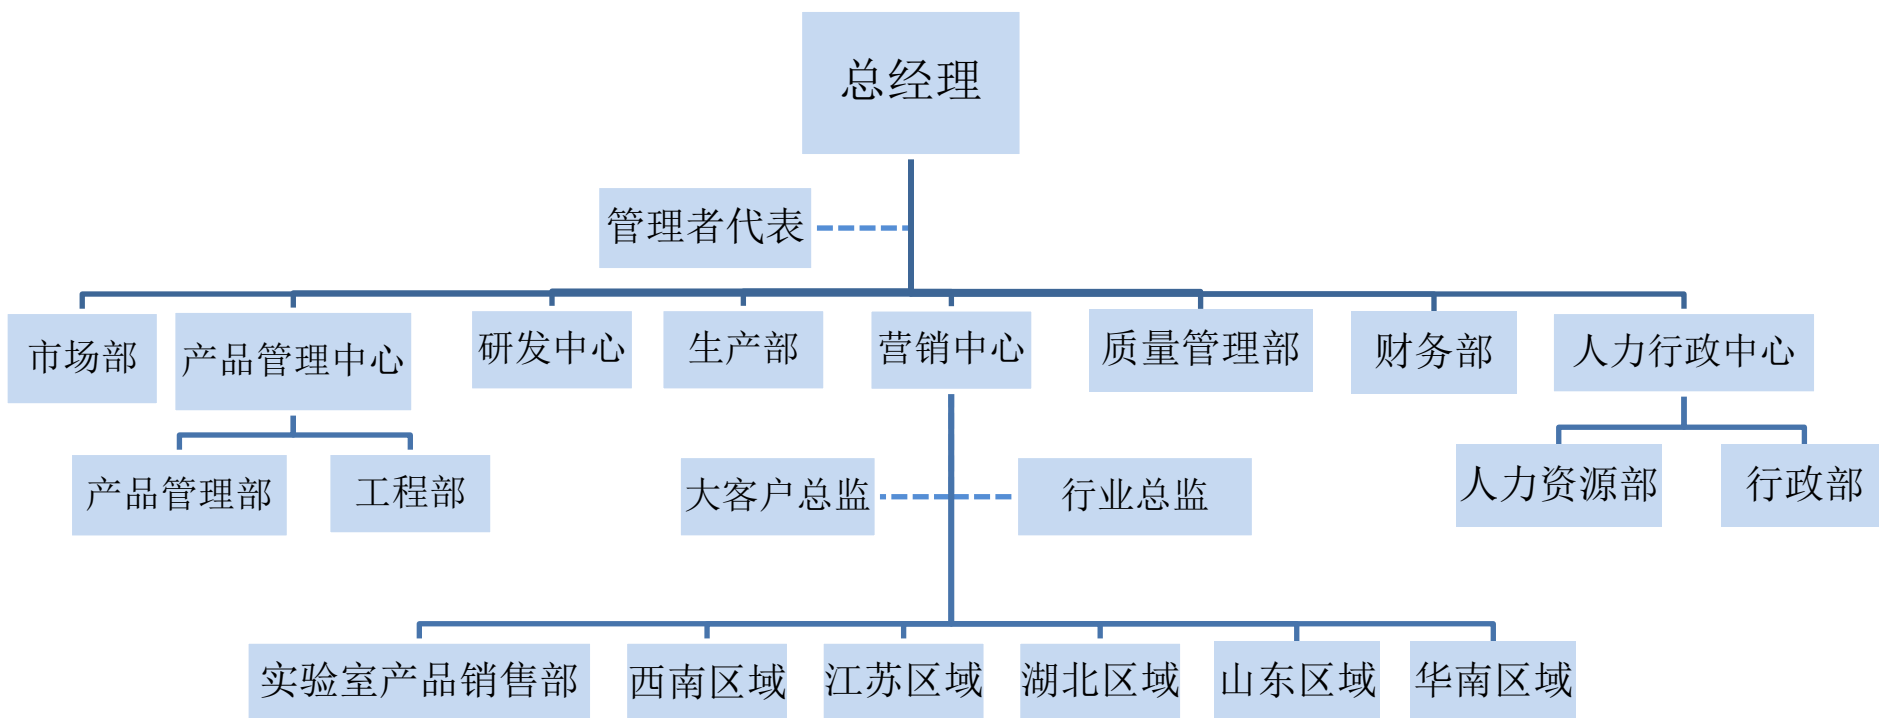 总经理
管理者代表
市场部
产品管理中心
研发中心
生产部
营销中心
质量管理部
财务部
人力行政中心
产品管理部
工程部
大客户总监
行业总监
人力资源部
行政部
实验室产品销售部
西南区域
江苏区域
湖北区域
山东区域
华南区域